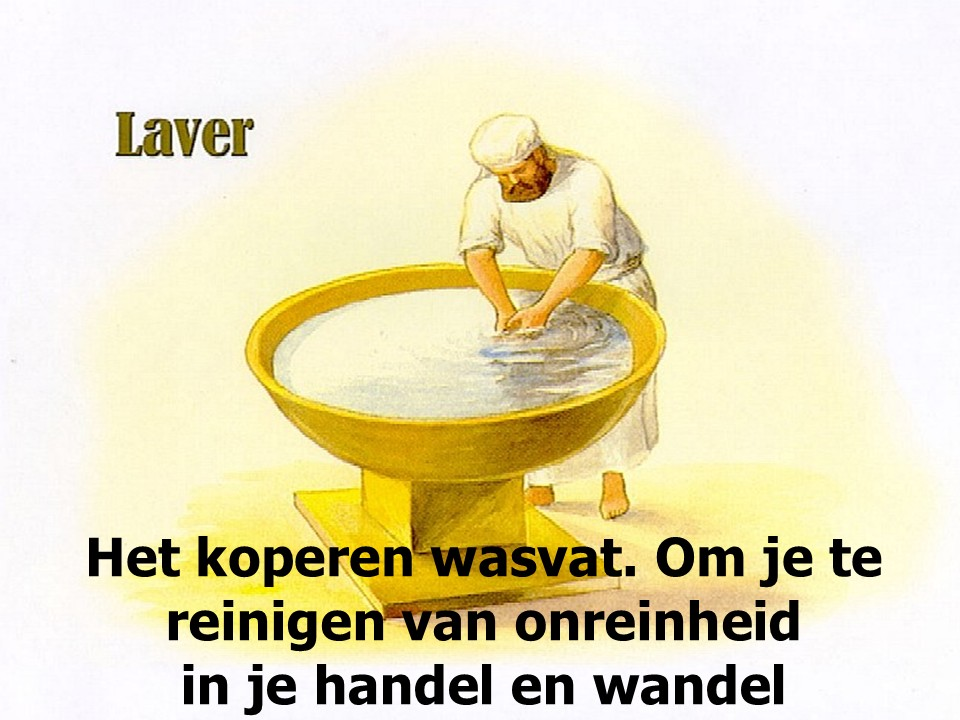 Laver
Het koperen wasvat. Om je te
reinigen van onreinheid
in je handel en wandel